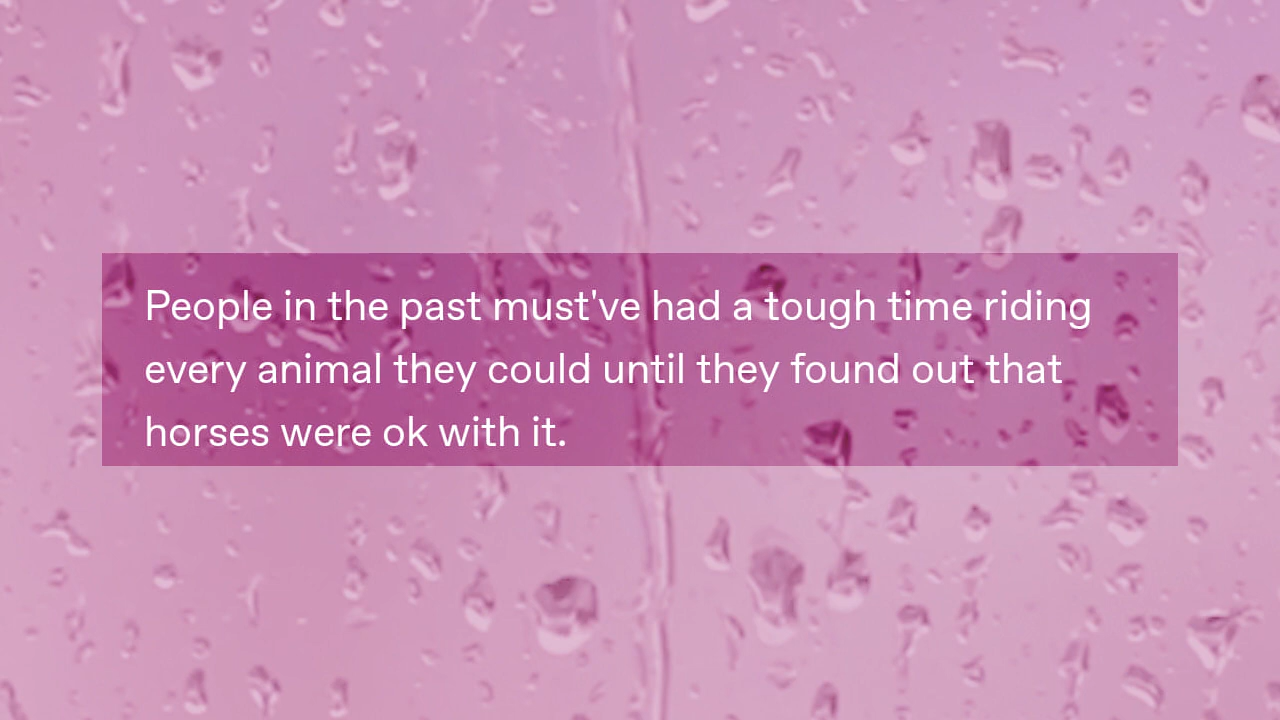 People in the past must've had a tough time riding
every animal they could until they found out that
horses were ok with it.